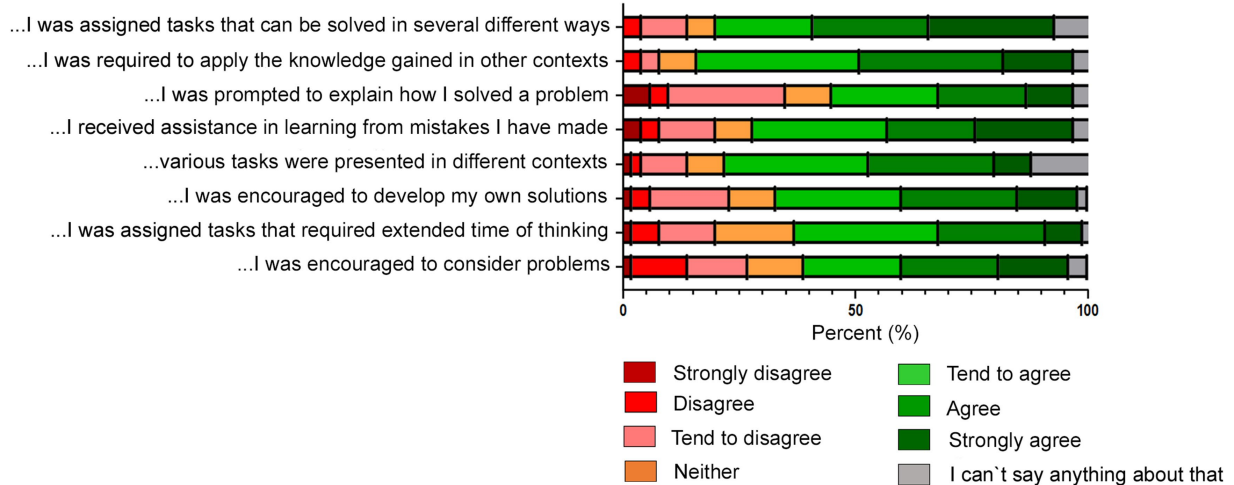 ...I was assigned tasks that can be solved in several different ways
...I was required to apply the knowledge gained in other contexts
...I was prompted to explain how I solved a problem
...I received assistance in learning from mistakes I have made
...various tasks were presented in different contexts
...I was encouraged to develop my own solutions
...I was assigned tasks that required extended time of thinking
...I was encouraged to consider problems
0 50 100
Percent (%)
Strongly disagree
Disagree
Tend to disagree
Neither
Tend to agree
Agree
Strongly agree
I can`t say anything about that